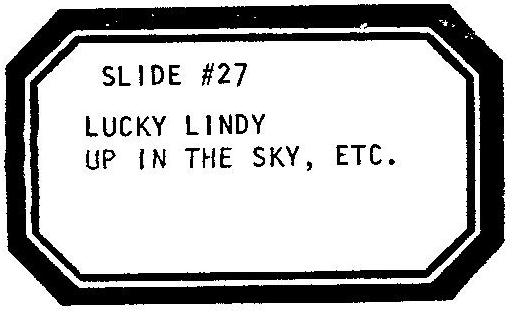 SLIDE #27
LUCKY LINDY
UP IN THE SKY, ETC.